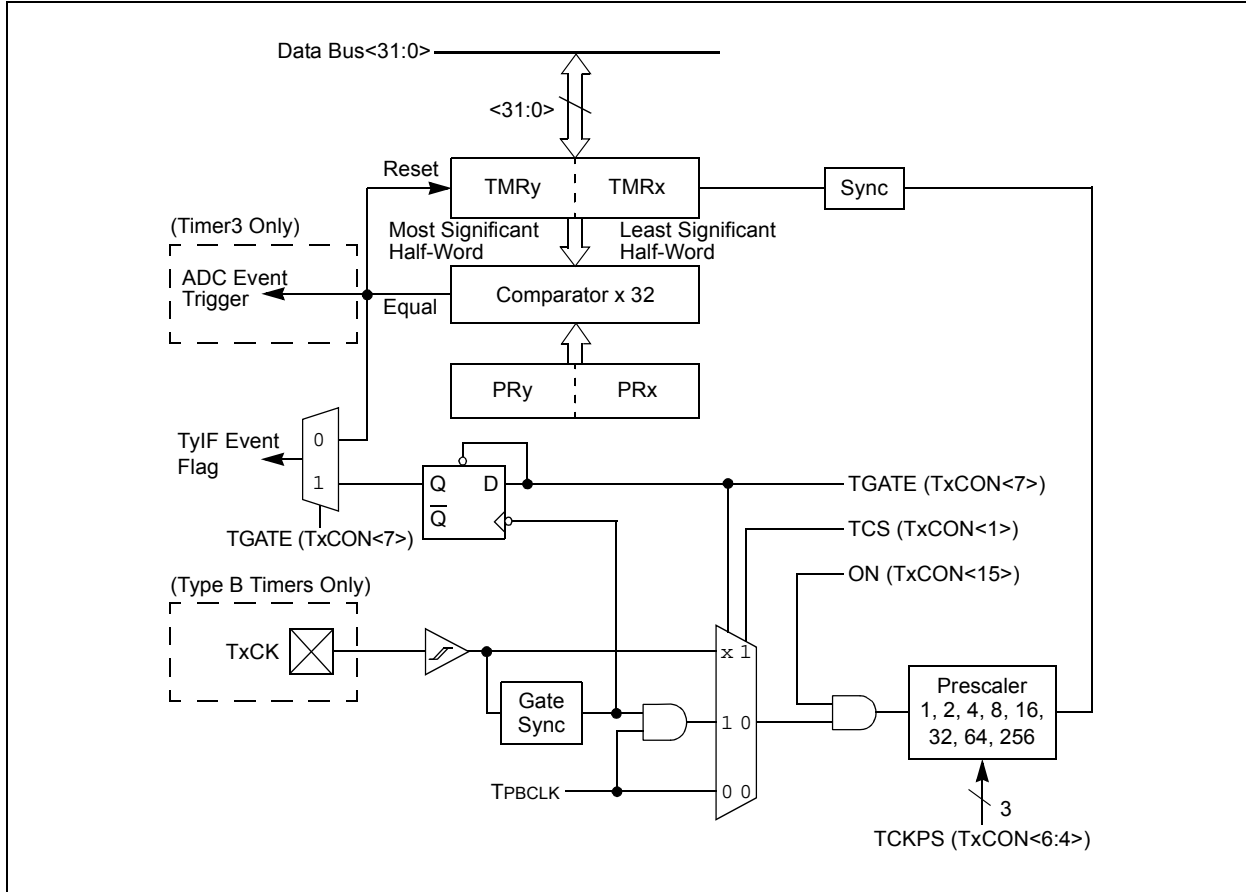 Data Bus<31:0>
<31:0>
Reset
TMRy
TMRx
Sync
(Timer3 Only)
Most Significant
Half-Word
Least Significant
Half-Word
ADC Event
Trigger
Equal
Comparator x 32
PRy
PRx
TyIF Event
Flag
0
1
Q
D
Q
TGATE (TxCON<7>)
TGATE (TxCON<7>)
TCS (TxCON<1>)
ON (TxCON<15>)
(Type B Timers Only)
TxCK
x 1
Gate
Sync
1 0
Prescaler
1, 2, 4, 8, 16,
32, 64, 256
TPBCLK
0 0
3
TCKPS (TxCON<6:4>)